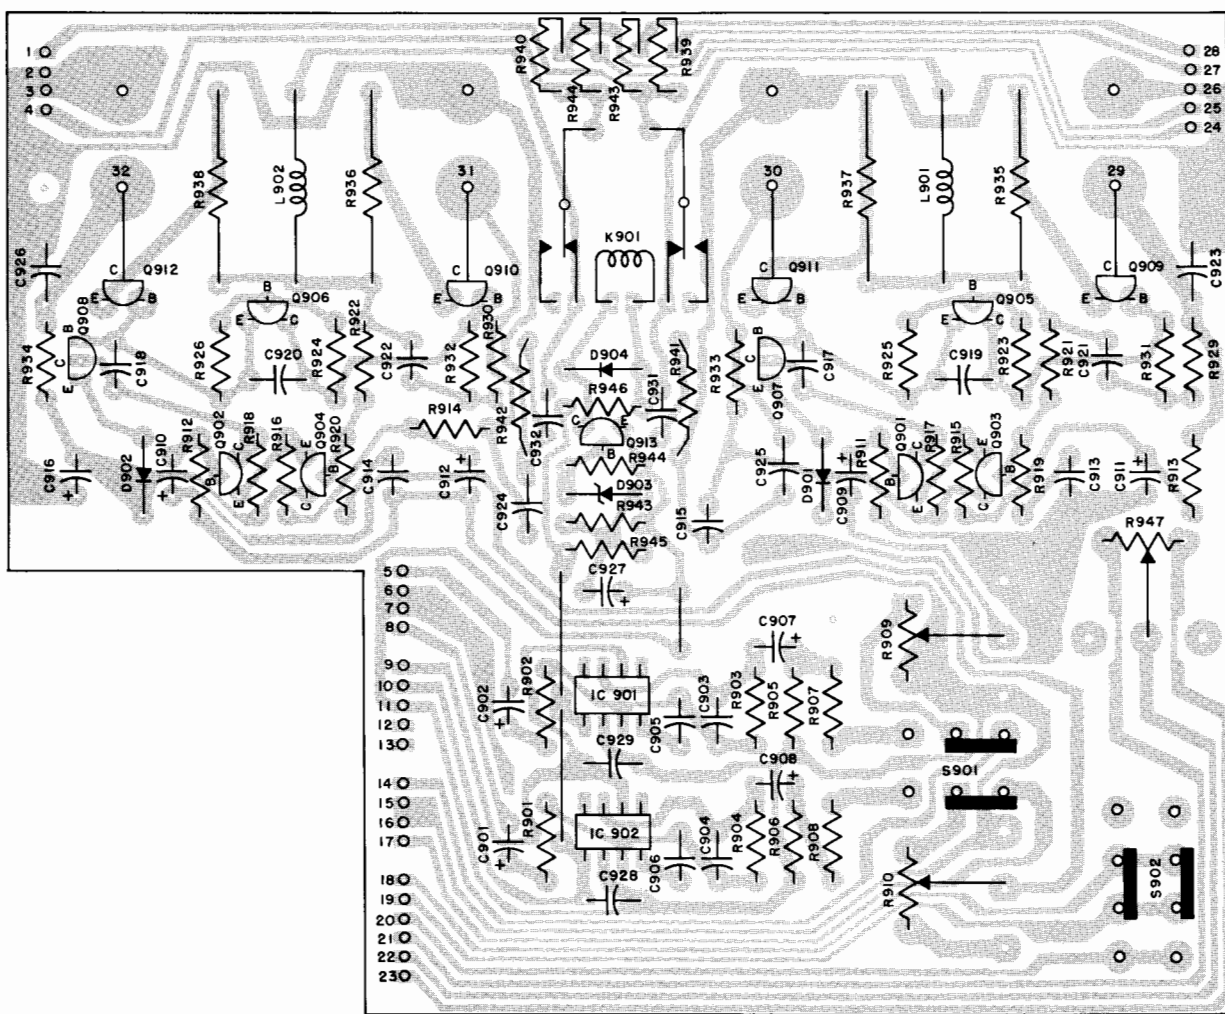 1
2
3
4
R940
R944
R943
R939
28
27
26
25
24
32
R938
L902
R936
31
K901
30
R937
L901
R935
29
C926
C Q912
E B
B
E Q906 C
C Q910
E B
C Q911
E B
B
E Q905 C
C Q909
E B
C923
R934
B
C Q908
E
C918
R926
C920
R924
R922
C922
R932
R930
R942
D904
R946
C931
R941
R933
B
C Q907
E
C917
R925
C919
R923
R921
C921
R931
R929
C916 +
D902
C910 +
R912
Q902
C
B
E
R918
R916
Q904
E
B
C
R920
C914
R914
C912 +
C932
C924
C E
Q913
B
R944
D903
R943
R945
C927 +
C915
C925
D901
C909 +
R911
Q901
E
B
C
R917
R915
Q903
E
B
C
R919
C913
C911 +
R913
R947
5
6
7
8
9
10
11
12
13
14
15
16
17
18
19
20
21
22
23
C902 +
R902
IC 901
C929
C905
C903
R903
C907 +
R905
R907
R909
S901
C901 +
R901
IC 902
C928
C906
C904
R904
C908 +
R906
R908
R910
S902